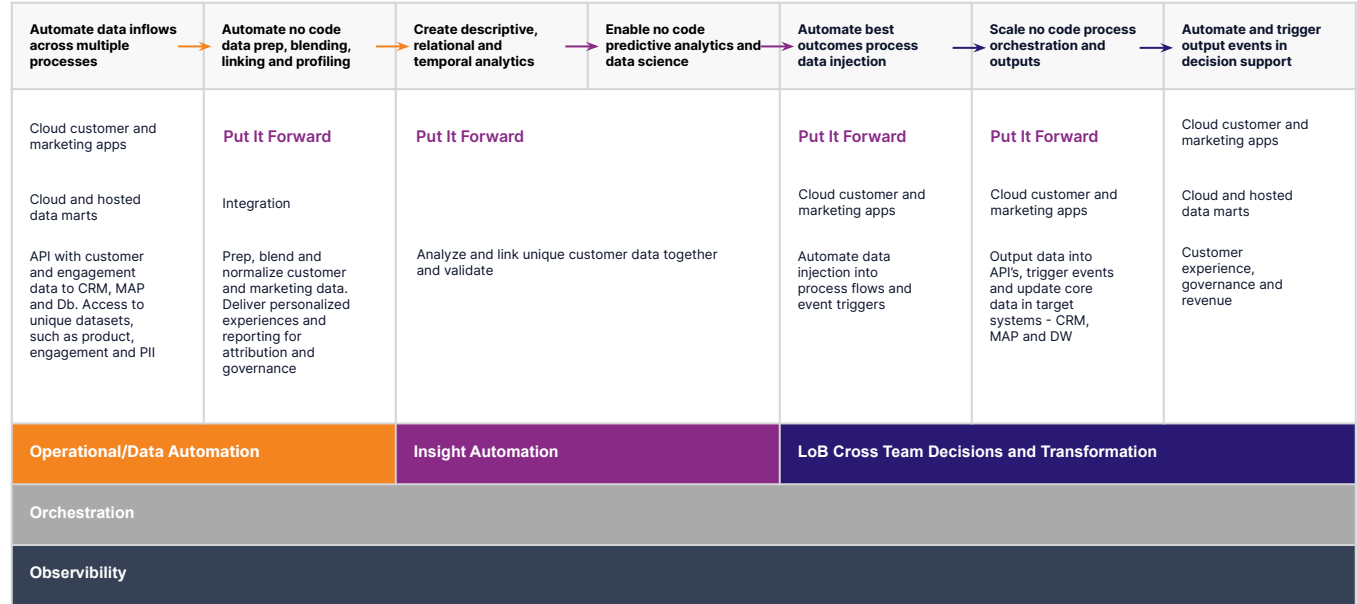 Automate data inflows
across multiple
processes
Automate no code
data prep, blending,
linking and profiling
Create descriptive,
relational and
temporal analytics
Enable no code
predictive analytics and
data science
Automate best
outcomes process
data injection
Scale no code process
orchestration and
outputs
Automate and trigger
output events in
decision support
Cloud customer and
marketing apps
Cloud and hosted
data marts
API with customer
and engagement
data to CRM, MAP
and Db. Access to
unique datasets,
such as product,
engagement and PII
Put It Forward
Integration
Prep, blend and
normalize customer
and marketing data.
Deliver personalized
experiences and
reporting for
attribution and
governance
Put It Forward
Analyze and link unique customer data together
and validate
Put It Forward
Cloud customer and
marketing apps
Automate data
injection into
process flows and
event triggers
Put It Forward
Cloud customer and
marketing apps
Output data into
API's, trigger events
and update core
data in target
systems - CRM,
MAP and DW
Cloud customer and
marketing apps
Cloud and hosted
data marts
Customer
experience,
governance and
revenue
Operational/Data Automation
Insight Automation
LoB Cross Team Decisions and Transformation
Orchestration
Observibility